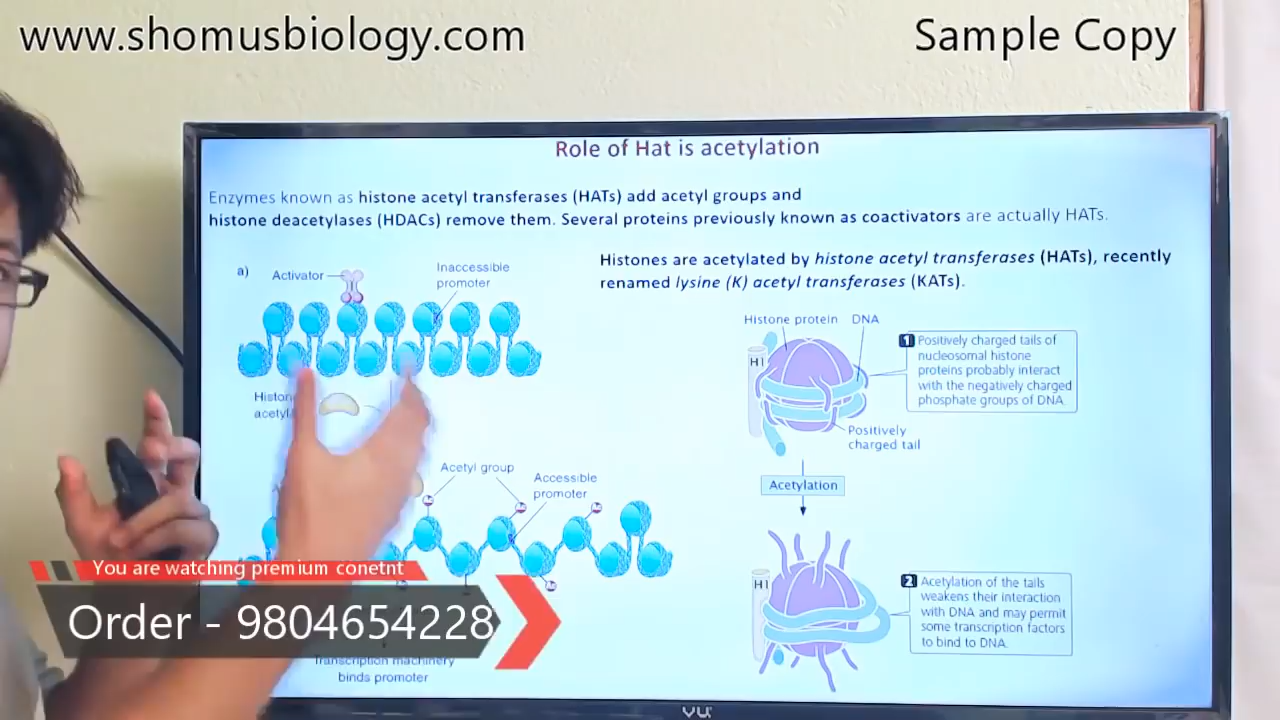 www.shomusbiology.com
Sample Copy
Role of Hat is acetylation
Enzymes known as histone acetyl transferases (HATs) add acetyl groups and
histone deacetylases (HDACs) remove them. Several proteins previously known as coactivators are actually HATs.
Histones are acetylated by histone acetyl transferases (HATs), recently
renamed lysine (K) acetyl transferases (KATs).
a)
Activator
Inaccessible
promoter
Acetyl group
Accessible
promoter
Ac
Ac
Ac
Ac
Transcription machinery
binds promoter
Histone protein
DNA
H1
1 Positively charged tails of
nucleosomal histone
proteins probably interact
with the negatively charged
phosphate groups of DNA.
Positively
charged tail
Acetylation
H1
2 Acetylation of the tails
weakens their interaction
with DNA and may permit
some transcription factors
to bind to DNA.
You are watching premium conetnt
Order - 9804654228
VU